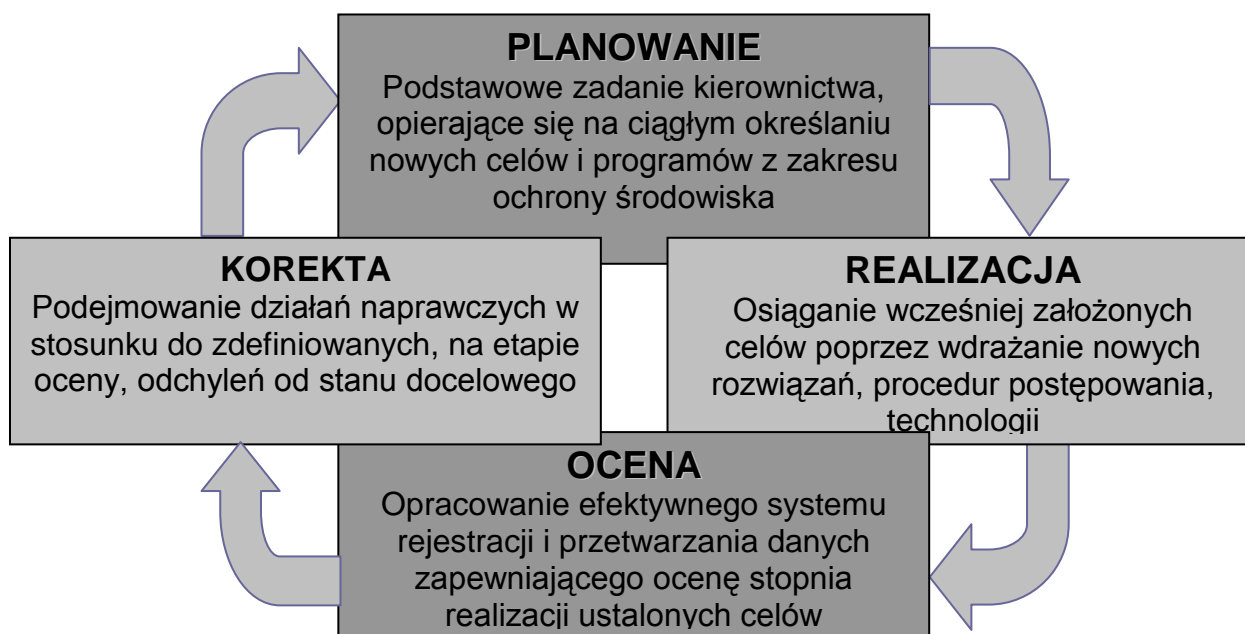 PLANOWANIE
Podstawowe zadanie kierownictwa,
opierające się na ciągłym określaniu
nowych celów i programów z zakresu
ochrony środowiska
REALIZACJA
Osiąganie wcześniej założonych
celów poprzez wdrażanie nowych
rozwiązań, procedur postępowania,
technologii
OCENA
Opracowanie efektywnego systemu
rejestracji i przetwarzania danych
zapewniającego ocenę stopnia
realizacji ustalonych celów
KOREKTA
Podejmowanie działań naprawczych w
stosunku do zdefiniowanych, na etapie
oceny, odchyleń od stanu docelowego